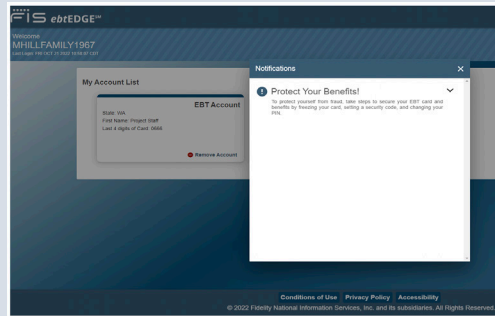 FIS ebtEDGE℠
Welcome
MHILLFAMILY1967
My Account List
EBT Account
State: WA
First Name: Project Staff
Last 4 digits of Card:
Remove Account
Notifications
Protect Your Benefits!
To protect yourself from fraud, take steps to secure your EBT card and
benefits by freezing your card, setting a security code, and changing your
PIN.
Conditions of Use Privacy Policy Accessibility
© 2022 Fidelity National Information Services, Inc. and its subsidiaries. All Rights Reserved.